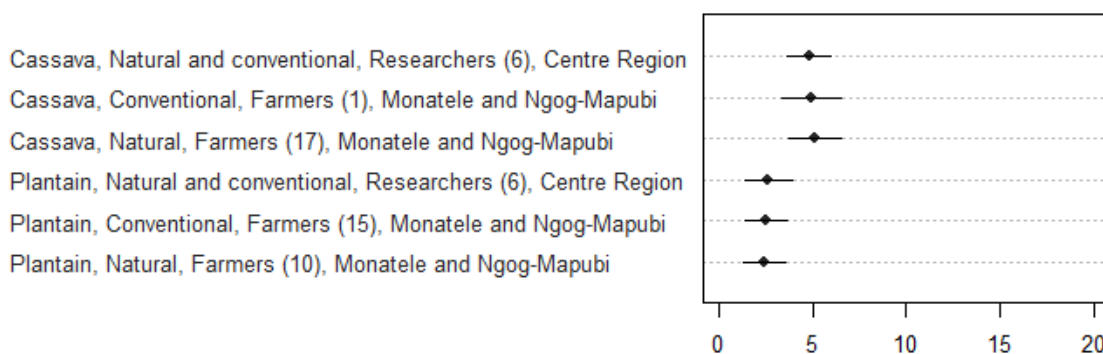 Cassava, Natural and conventional, Researchers (6), Centre Region
Cassava, Conventional, Farmers (1), Monatele and Ngog-Mapubi
Cassava, Natural, Farmers (17), Monatele and Ngog-Mapubi
Plantain, Natural and conventional, Researchers (6), Centre Region
Plantain, Conventional, Farmers (15), Monatele and Ngog-Mapubi
Plantain, Natural, Farmers (10), Monatele and Ngog-Mapubi
0 5 10 15 20